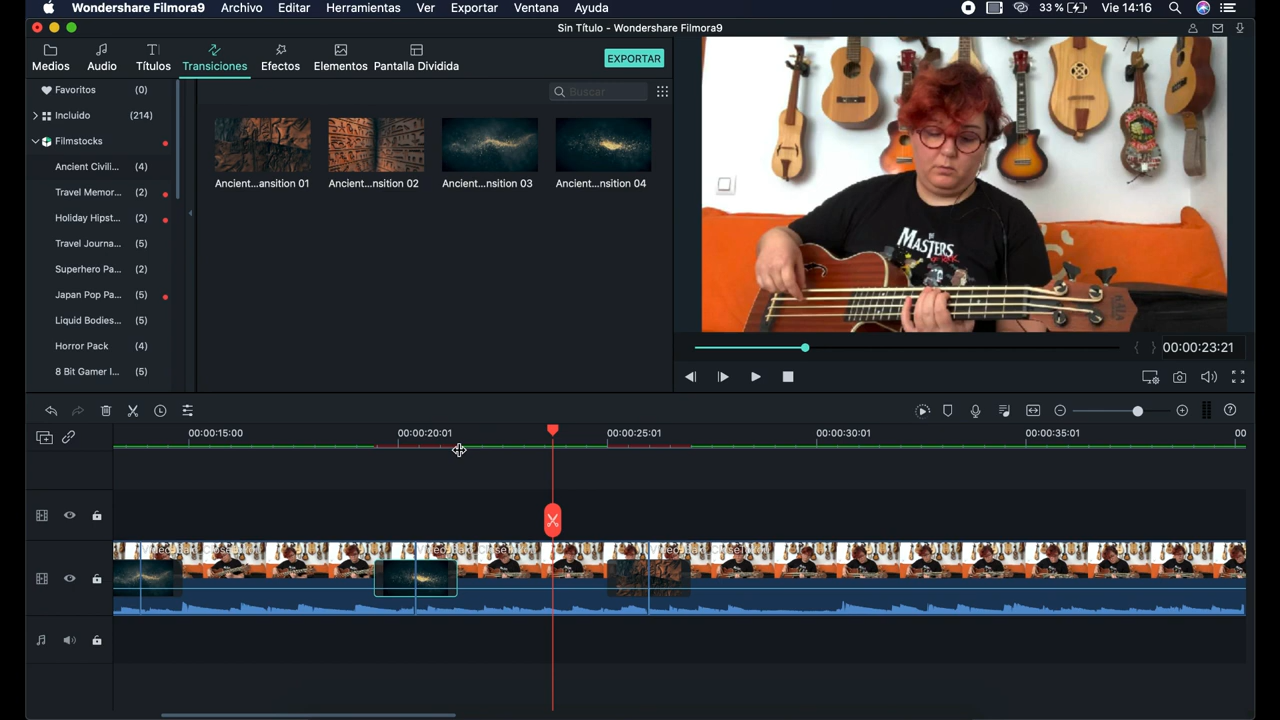 Wondershare Filmora9 Archivo Editar Herramientas Ver Exportar Ventana Ayuda 33 % Vie 14:16
Sin Título - Wondershare Filmora9
Medios Audio Títulos Transiciones Efectos Elementos Pantalla Dividida EXPORTAR
Favoritos (0)
Buscar
Incluido (214)
Filmstocks
Ancient Civili... (4)
Travel Memor... (2)
Holiday Hipst... (2)
Travel Journa... (5)
Superhero Pa... (2)
Japan Pop Pa... (5)
Liquid Bodies... (5)
Horror Pack (4)
8 Bit Gamer I... (5)
Ancient...ansition 01 Ancient...nsition 02 Ancient...nsition 03 Ancient...nsition 04
MASTERS
00:00:23:21
00:00:15:00 00:00:20:01 00:00:25:01 00:00:30:01 00:00:35:01 00